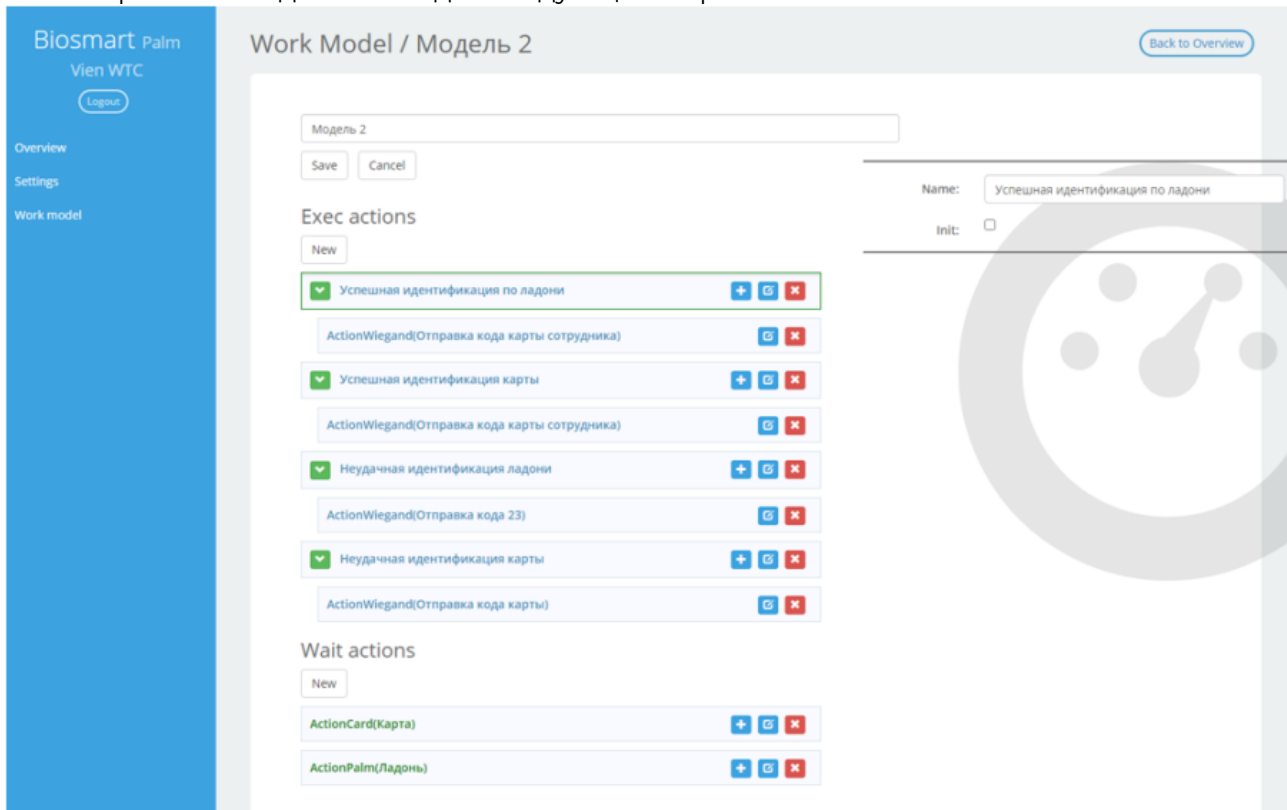 Biosmart Palm
Vien WTC
Logout
Overview
Settings
Work model
Work Model / Модель 2
Back to Overview
Модель 2
Save Cancel
Name: Успешная идентификация по ладони
Init:
Exec actions
New
Успешная идентификация по ладони
ActionWiegand(Отправка кода карты сотрудника)
Успешная идентификация карты
ActionWiegand(Отправка кода карты сотрудника)
Неудачная идентификация ладони
ActionWiegand(Отправка кода 23)
Неудачная идентификация карты
ActionWiegand(Отправка кода карты)
Wait actions
New
ActionCard(Карта)
ActionPalm(Ладонь)